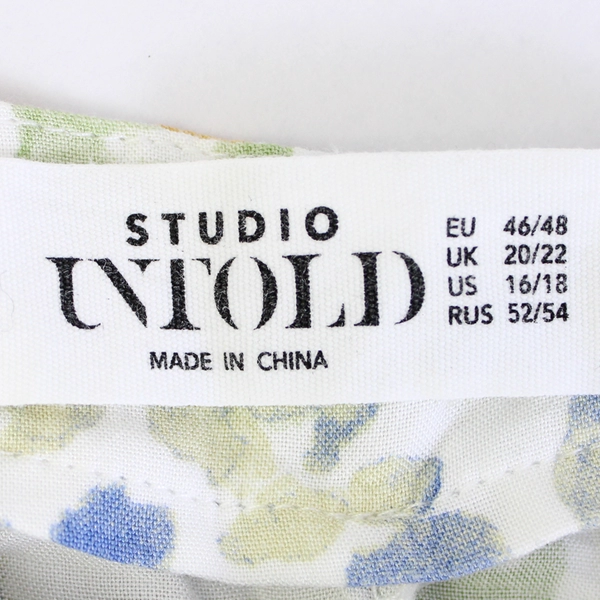 STUDIO
UNTOLD
MADE IN CHINA
EU 46/48
UK 20/22
US 16/18
RUS 52/54